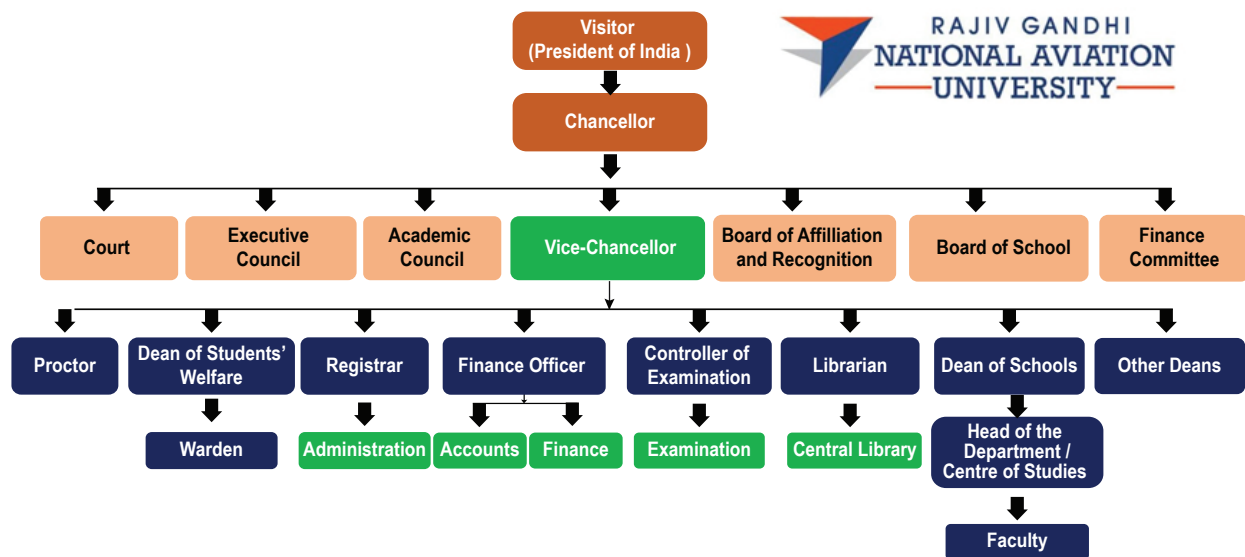 Visitor
(President of India )
RAJIV GANDHI
NATIONAL AVIATION
UNIVERSITY
Chancellor
Court
Executive
Council
Academic
Council
Vice-Chancellor
Board of Affilliation
and Recognition
Board of School
Finance
Committee
Proctor
Dean of Students’
Welfare
Registrar
Finance Officer
Controller of
Examination
Librarian
Dean of Schools
Other Deans
Warden
Administration
Accounts
Finance
Examination
Central Library
Head of the
Department /
Centre of Studies
Faculty